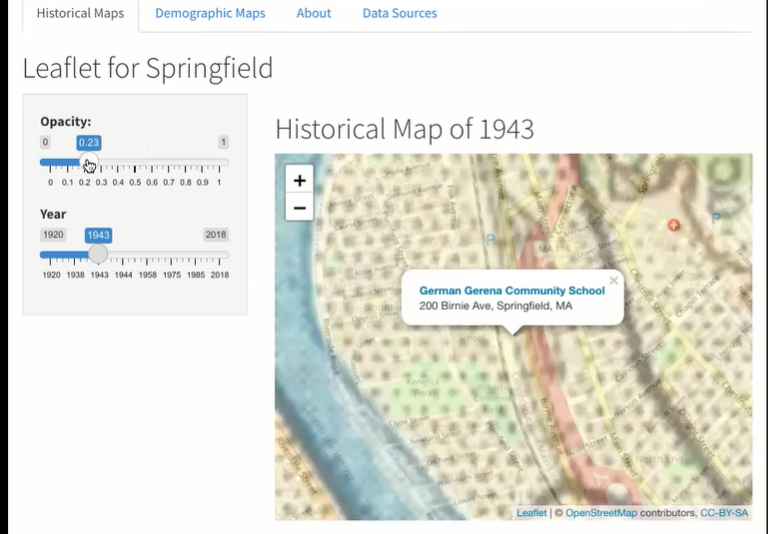 Historical Maps Demographic Maps About Data Sources
Leaflet for Springfield
Opacity:
0 0.23 1
0 0.1 0.2 0.3 0.4 0.5 0.6 0.7 0.8 0.9 1
Year
1920 1943 2018
1920 1938 1943 1944 1958 1975 1985 2018
Historical Map of 1943
+
−
P
P
MA 116
German Gerena Community School ×
200 Birnie Ave, Springfield, MA
Leaflet | © OpenStreetMap contributors, CC-BY-SA